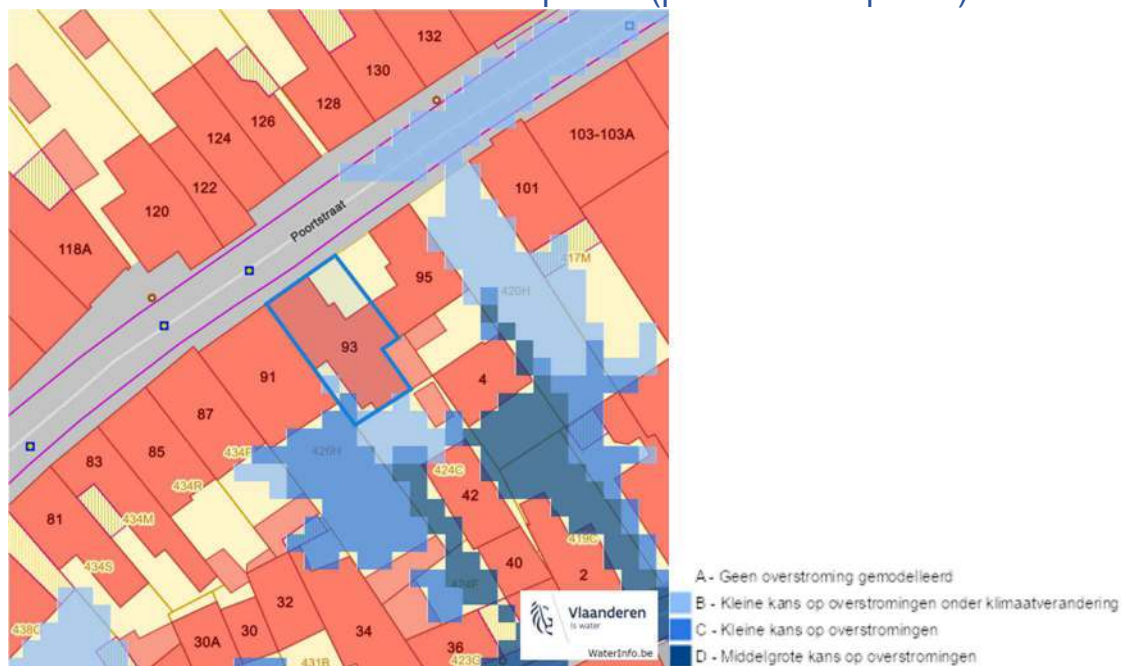 132
130
128
126
124
122
120
118A
103-103A
101
Poortstraat
417M
420H
95
93
4
91
87
85
83
81
434F
434R
434M
434S
426H
424C
42
40
419C
2
424F
32
30
30A
34
36
438C
431B
423G
Vlaanderen
is water
WaterInfo.be
A - Geen overstroming gemodelleerd
B - Kleine kans op overstromingen onder klimaatverandering
C - Kleine kans op overstromingen
D - Middelgrote kans op overstromingen